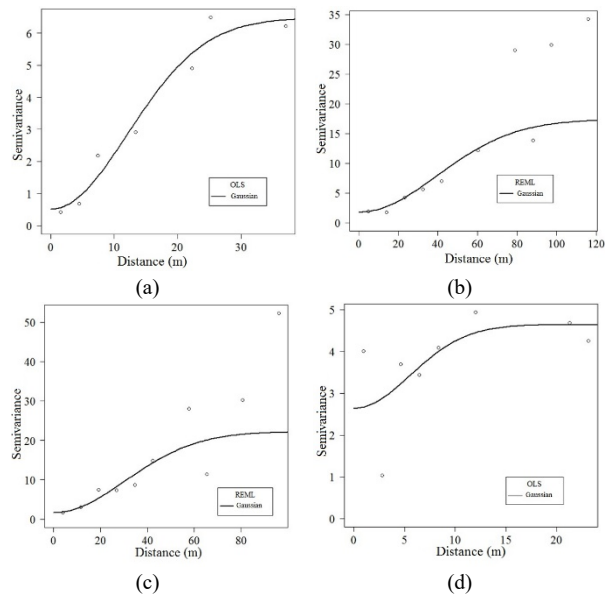 6
5
4
3
2
1
0
Semivariance
OLS
Gaussian
0 10 20 30
Distance (m)
(a)
35
30
25
20
15
10
5
0
Semivariance
REML
Gaussian
0 20 40 60 80 100 120
Distance (m)
(b)
50
40
30
20
10
0
Semivariance
REML
Gaussian
0 20 40 60 80
Distance (m)
(c)
5
4
3
2
1
0
Semivariance
OLS
Gaussian
0 5 10 15 20
Distance (m)
(d)